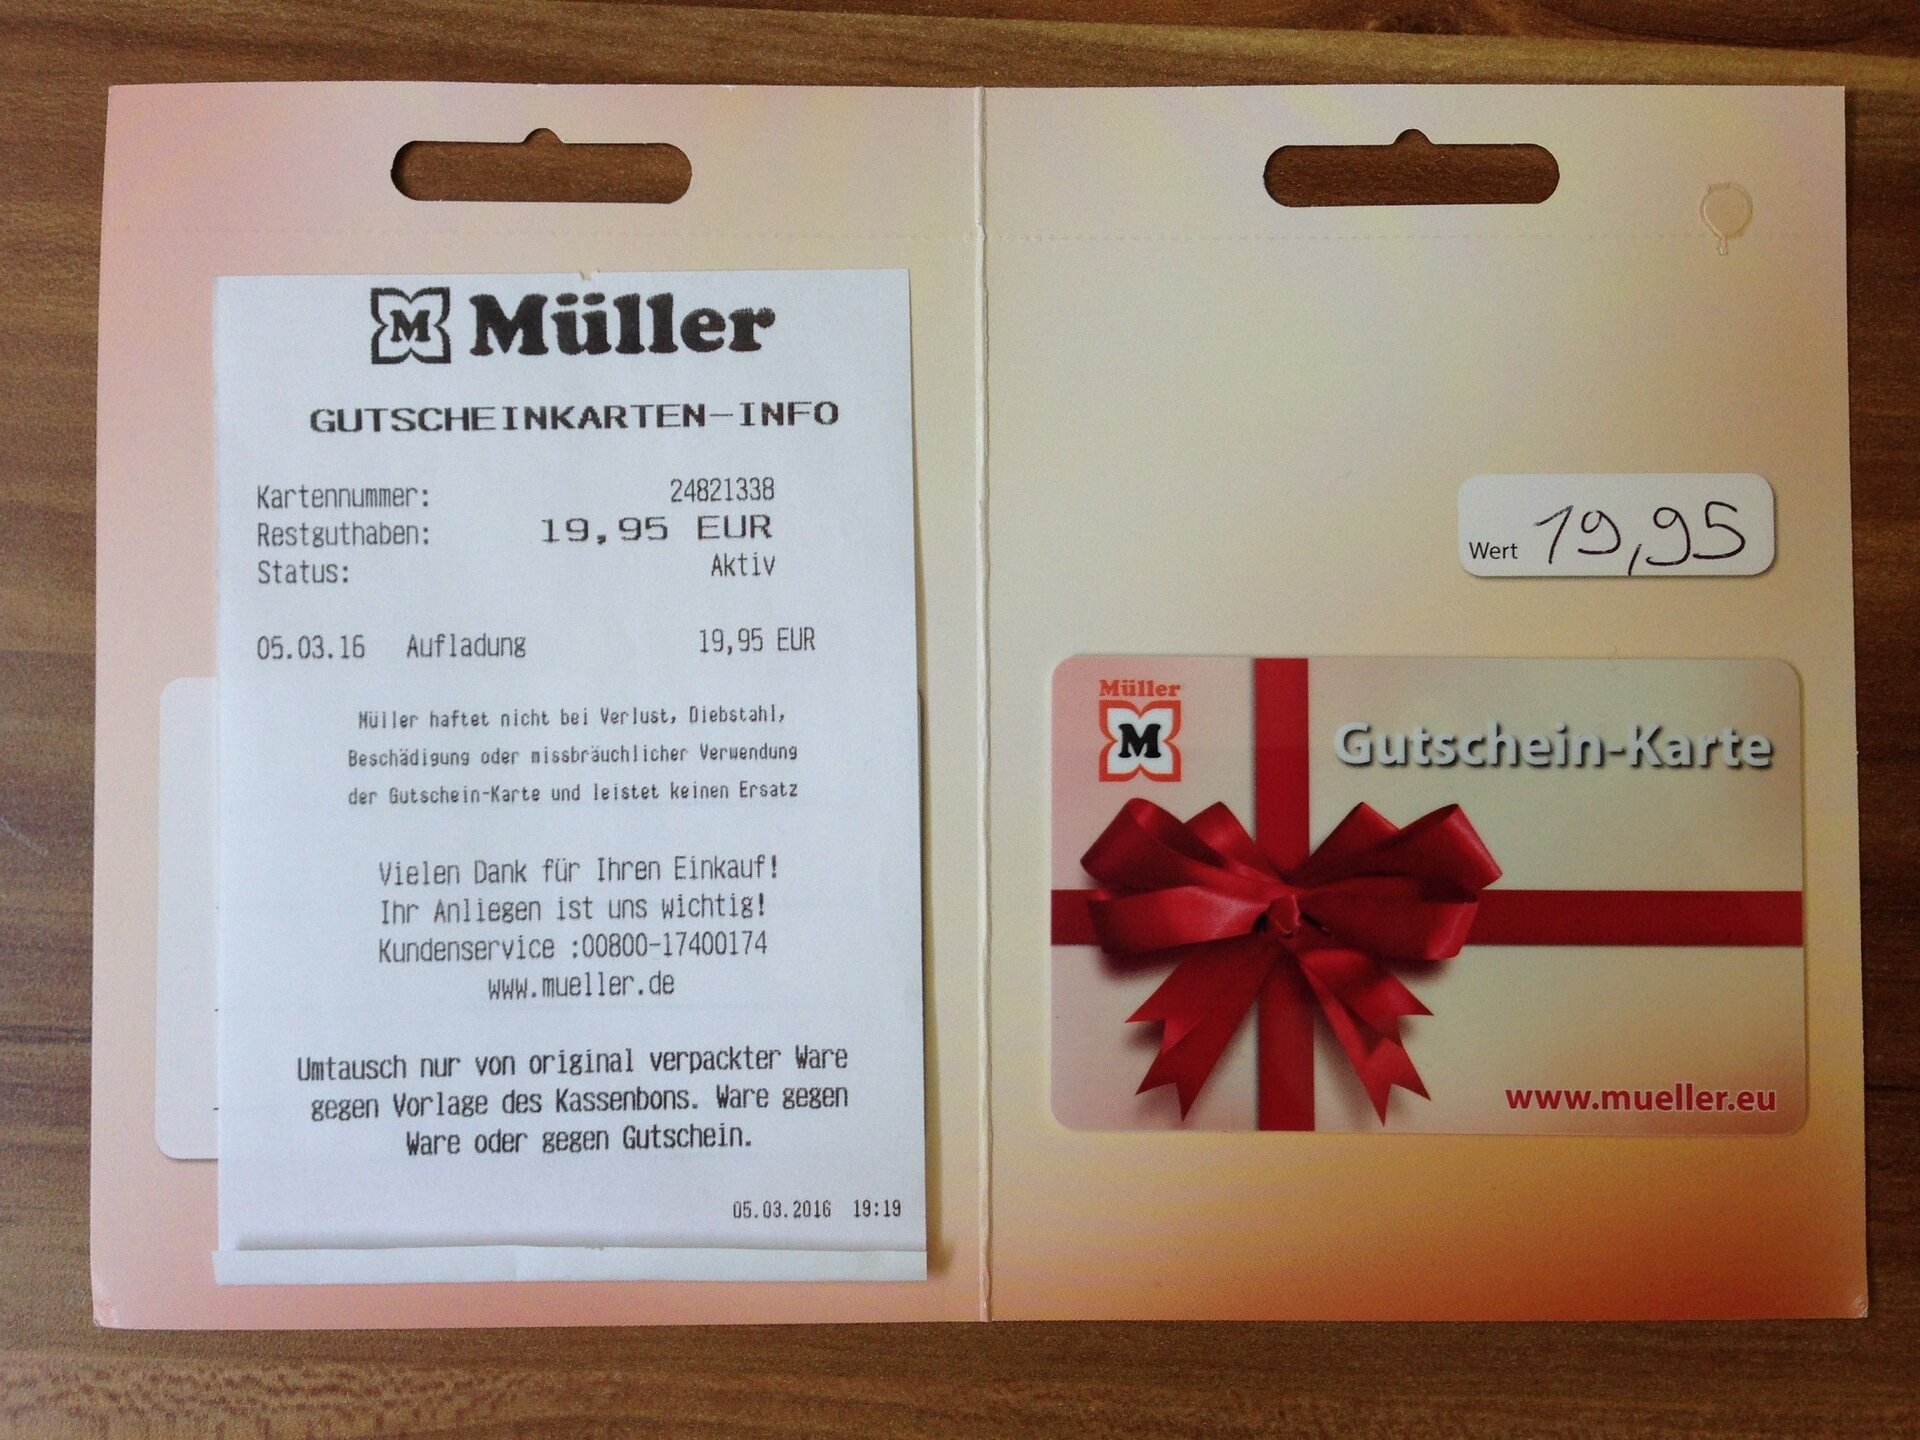 M Müller
GUTSCHEINKARTEN-INFO
Kartennummer: 24821338
Restguthaben: 19,95 EUR
Status: Aktiv
05.03.16 Aufladung 19,95 EUR
Müller haftet nicht bei Verlust, Diebstahl,
Beschädigung oder missbräuchlicher Verwendung
der Gutschein-Karte und leistet keinen Ersatz
Vielen Dank für Ihren Einkauf!
Ihr Anliegen ist uns wichtig!
Kundenservice :00800-17400174
www.mueller.de
Umtausch nur von original verpackter Ware
gegen Vorlage des Kassenbons. Ware gegen
Ware oder gegen Gutschein.
05.03.2016 19:19
Wert 19,95
Müller
M
Gutschein-Karte
www.mueller.eu